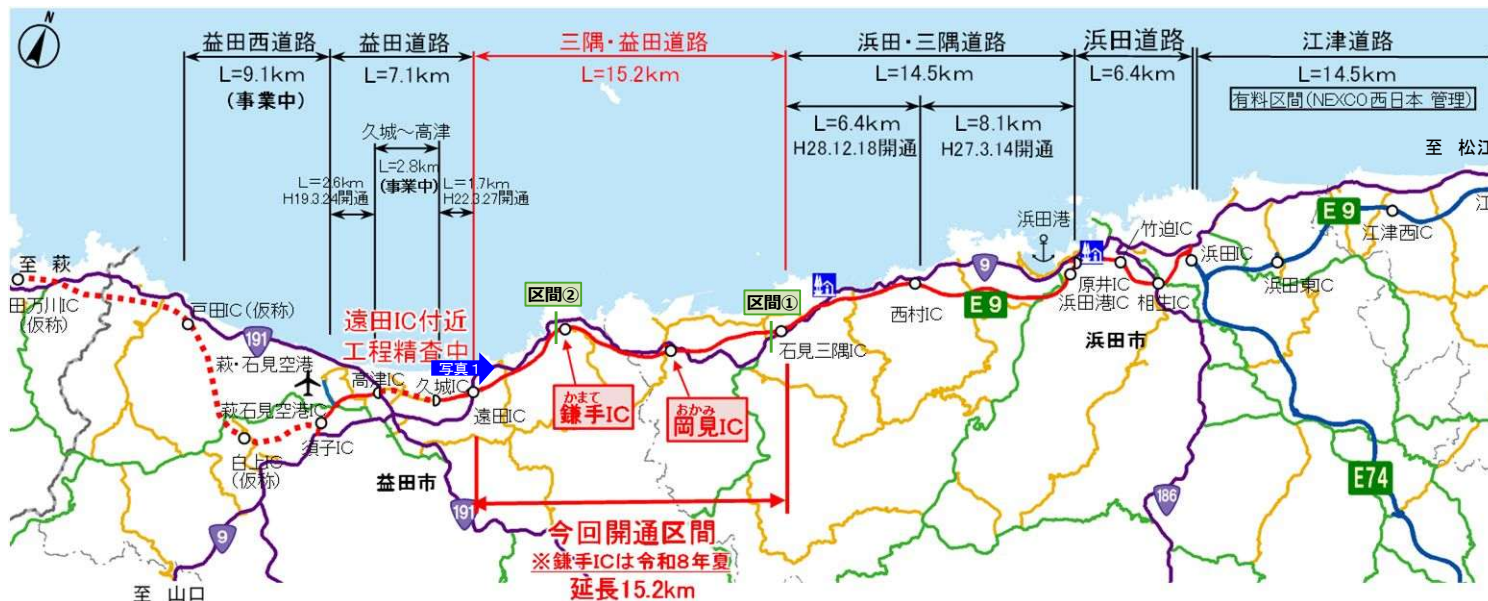 N
益田西道路
L=9.1km
(事業中)
益田道路
L=7.1km
三隅・益田道路
L=15.2km
浜田・三隅道路
L=14.5km
浜田道路
L=6.4km
江津道路
L=14.5km
有料区間(NEXCO西日本 管理)
久城～高津
L=2.8km
(事業中)
L=2.6km
H19.3.24開通
L=1.7km
H22.3.27開通
L=6.4km
H28.12.18開通
L=8.1km
H27.3.14開通
至 松江
至 萩
田万川IC
(仮称)
戸田IC(仮称)
191
萩・石見空港
萩石見空港IC
白上IC
(仮称)
須子IC
高津IC
久城IC
遠田IC付近
工程精査中
写真1
遠田IC
区間②
かまて
鎌手IC
おかみ
岡見IC
区間①
石見三隅IC
西村IC
9
E9
浜田港
原井IC
浜田港IC
竹迫IC
相生IC
浜田IC
浜田市
E9
浜田東IC
江津西IC
江
E74
186
益田市
191
9
至 山口
今回開通区間
※鎌手ICは令和8年夏
延長15.2km